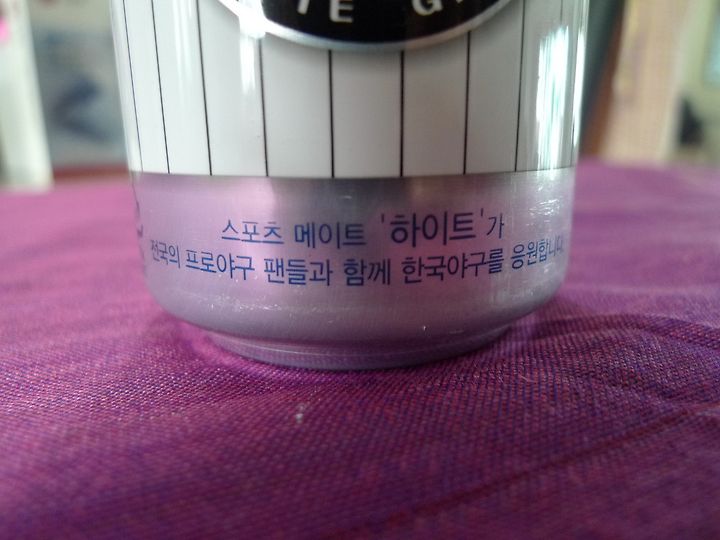 스포츠 메이트 '하이트'가
전국의 프로야구 팬들과 함께 한국야구를 응원합니다.